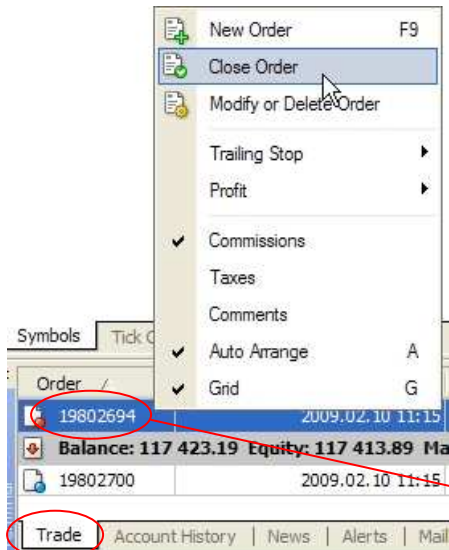 New Order F9
Close Order
Modify or Delete Order
Trailing Stop
Profit
Commissions
Taxes
Comments
Symbols Tick
Auto Arrange A
Order /
Grid G
19802694 2009.02.10 11:15
Balance: 117 423.19 Equity: 117 413.89 Ma
19802700 2009.02.10 11:15
Trade Account History | News | Alerts | Mail